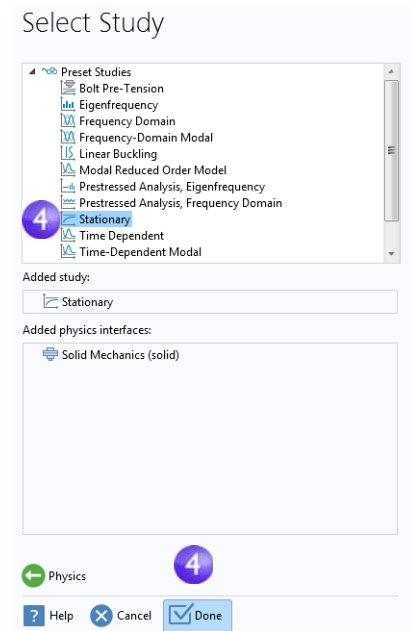 Select Study
Preset Studies
Bolt Pre-Tension
Eigenfrequency
Frequency Domain
Frequency-Domain Modal
Linear Buckling
Modal Reduced Order Model
Prestressed Analysis, Eigenfrequency
Prestressed Analysis, Frequency Domain
4 Stationary
Time Dependent
Time-Dependent Modal
Added study:
Stationary
Added physics interfaces:
Solid Mechanics (solid)
4
Physics
? Help Cancel Done